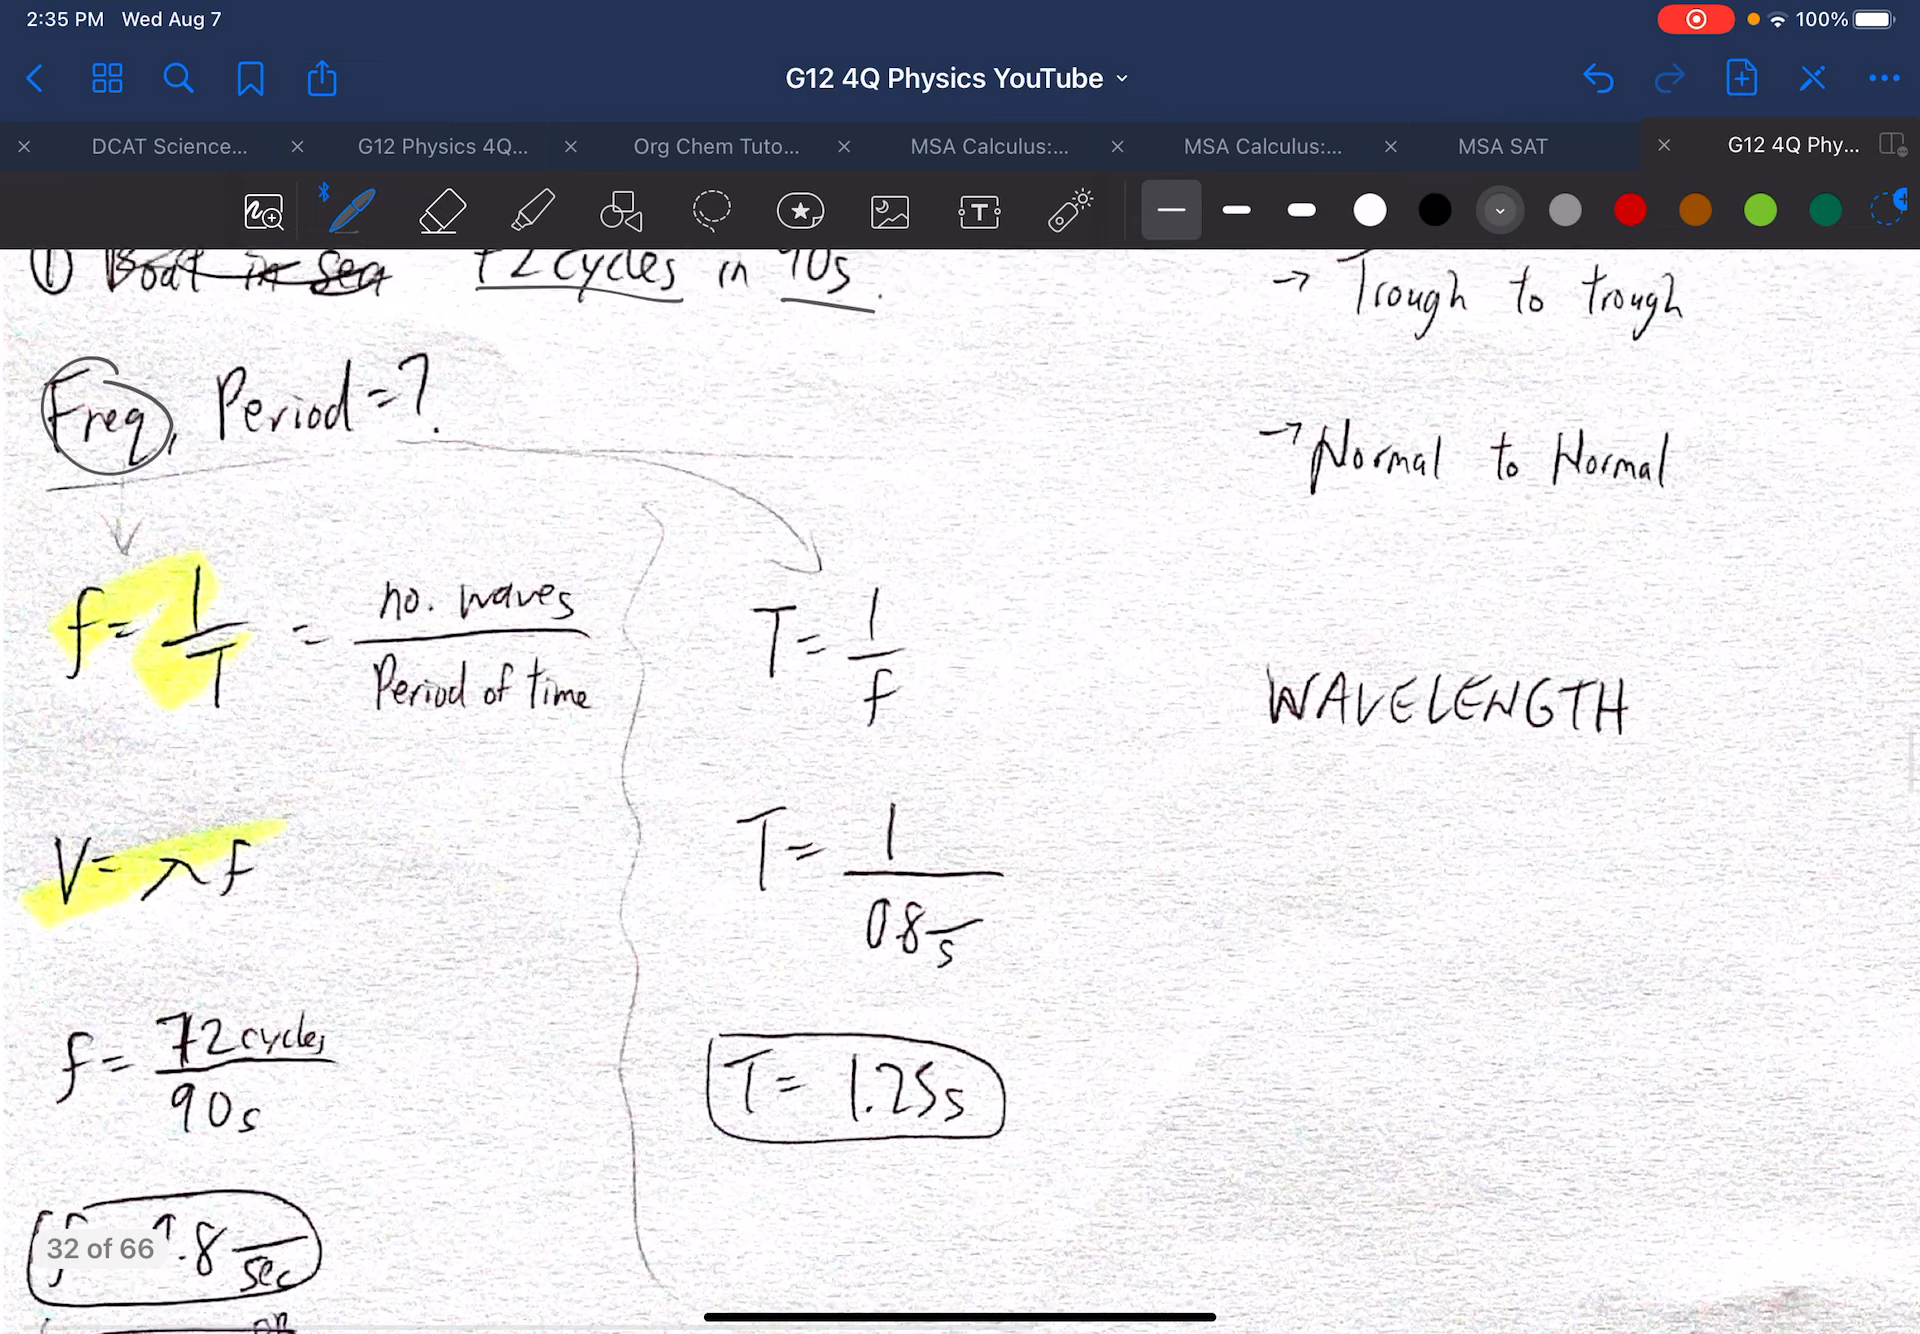 2:35 PM Wed Aug 7
100%
G12 4Q Physics YouTube
DCAT Science...
G12 Physics 4Q...
Org Chem Tuto...
MSA Calculus:...
MSA Calculus:...
MSA SAT
G12 4Q Phy...
① Boat in sea 72 cycles in 90s.
Freq, Period = ?
f = 1/T = no. waves / Period of time
V = λ f
f = 72 cycles / 90s
.8 /sec
32 of 66
T = 1/f
T = 1 / 0.8 /s
T = 1.25s
→ Trough to trough
→ Normal to Normal
WAVELENGTH